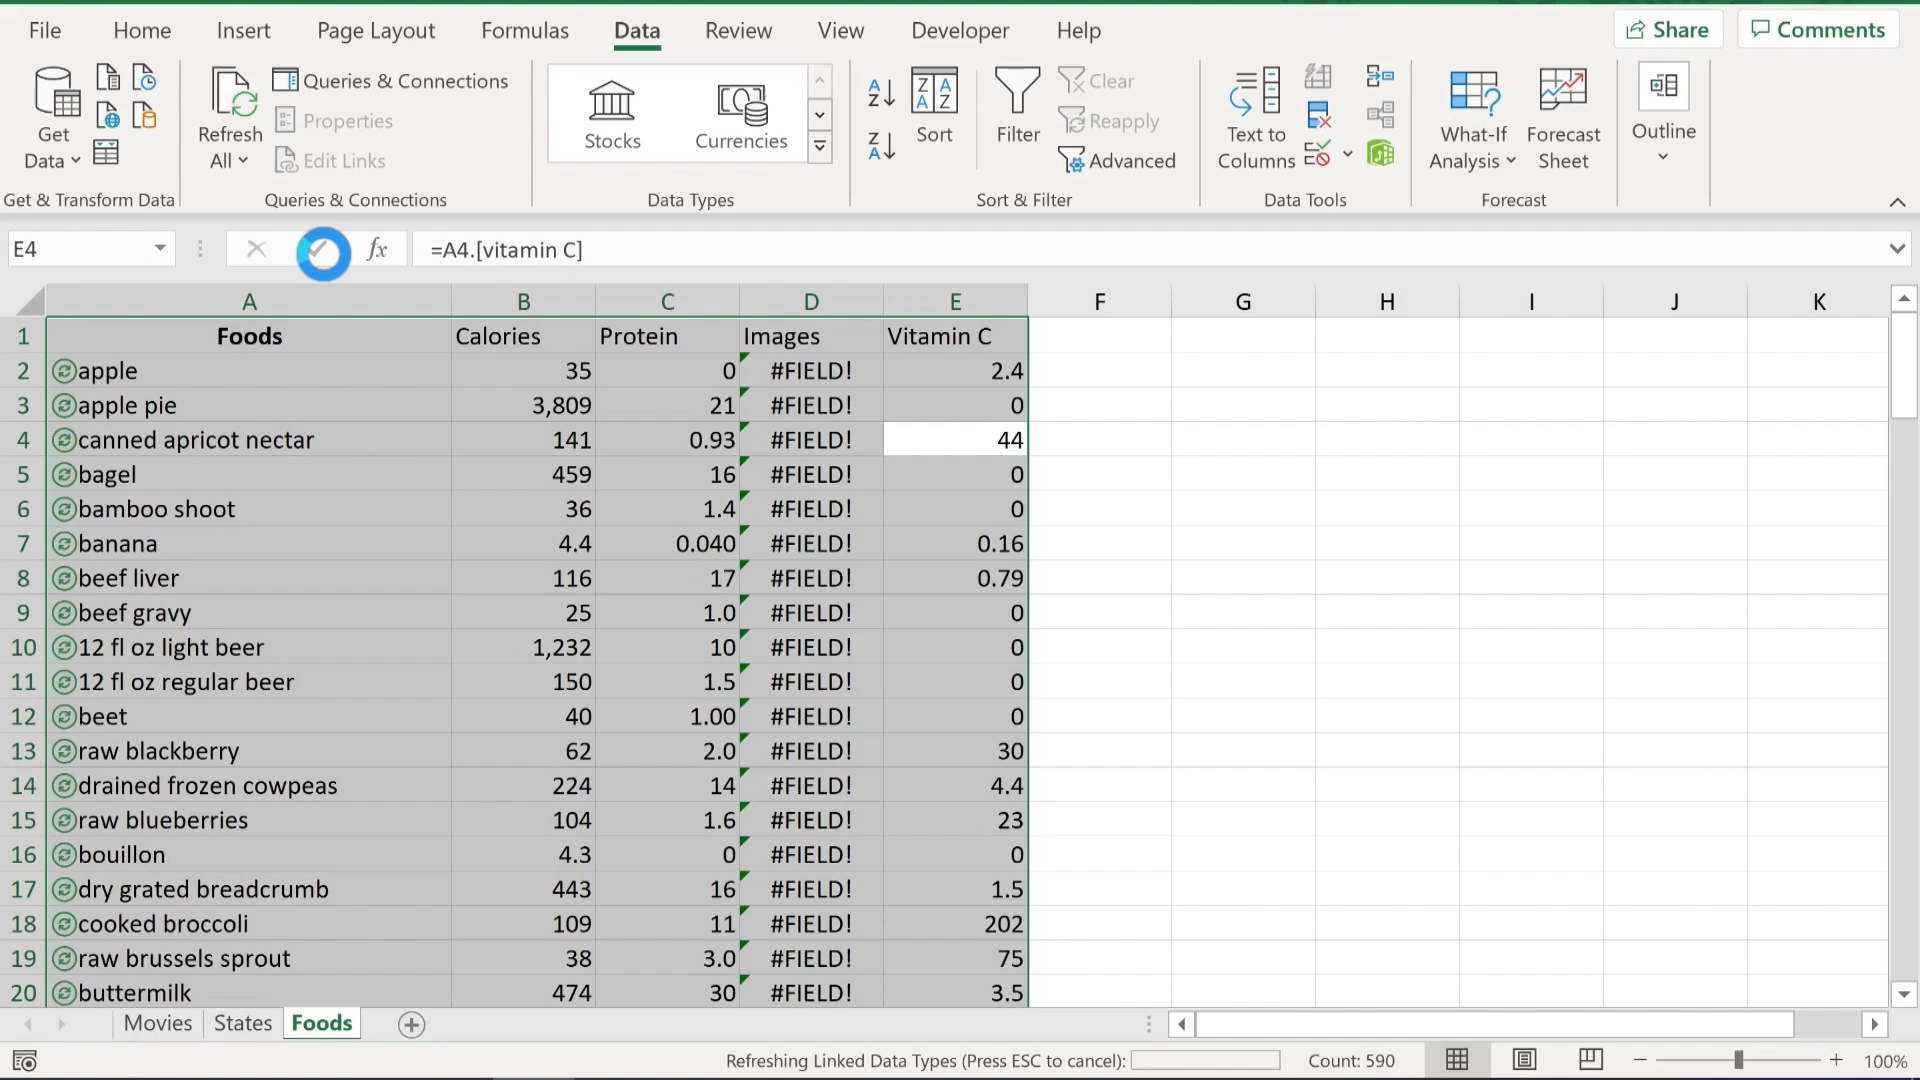 File Home Insert Page Layout Formulas Data Review View Developer Help Share Comments
Get Data
Refresh All
Queries & Connections
Properties
Edit Links
Stocks
Currencies
Sort
Filter
Clear
Reapply
Advanced
Text to Columns
What-If Analysis
Forecast Sheet
Outline
Get & Transform Data Queries & Connections Data Types Sort & Filter Data Tools Forecast
E4 fx =A4.[vitamin C]
A B C D E F G H I J K
1 Foods Calories Protein Images Vitamin C
2 apple 35 0 #FIELD! 2.4
3 apple pie 3,809 21 #FIELD! 0
4 canned apricot nectar 141 0.93 #FIELD! 44
5 bagel 459 16 #FIELD! 0
6 bamboo shoot 36 1.4 #FIELD! 0
7 banana 4.4 0.040 #FIELD! 0.16
8 beef liver 116 17 #FIELD! 0.79
9 beef gravy 25 1.0 #FIELD! 0
10 12 fl oz light beer 1,232 10 #FIELD! 0
11 12 fl oz regular beer 150 1.5 #FIELD! 0
12 beet 40 1.00 #FIELD! 0
13 raw blackberry 62 2.0 #FIELD! 30
14 drained frozen cowpeas 224 14 #FIELD! 4.4
15 raw blueberries 104 1.6 #FIELD! 23
16 bouillon 4.3 0 #FIELD! 0
17 dry grated breadcrumb 443 16 #FIELD! 1.5
18 cooked broccoli 109 11 #FIELD! 202
19 raw brussels sprout 38 3.0 #FIELD! 75
20 buttermilk 474 30 #FIELD! 3.5
Movies States Foods
Refreshing Linked Data Types (Press ESC to cancel): Count: 590 100%